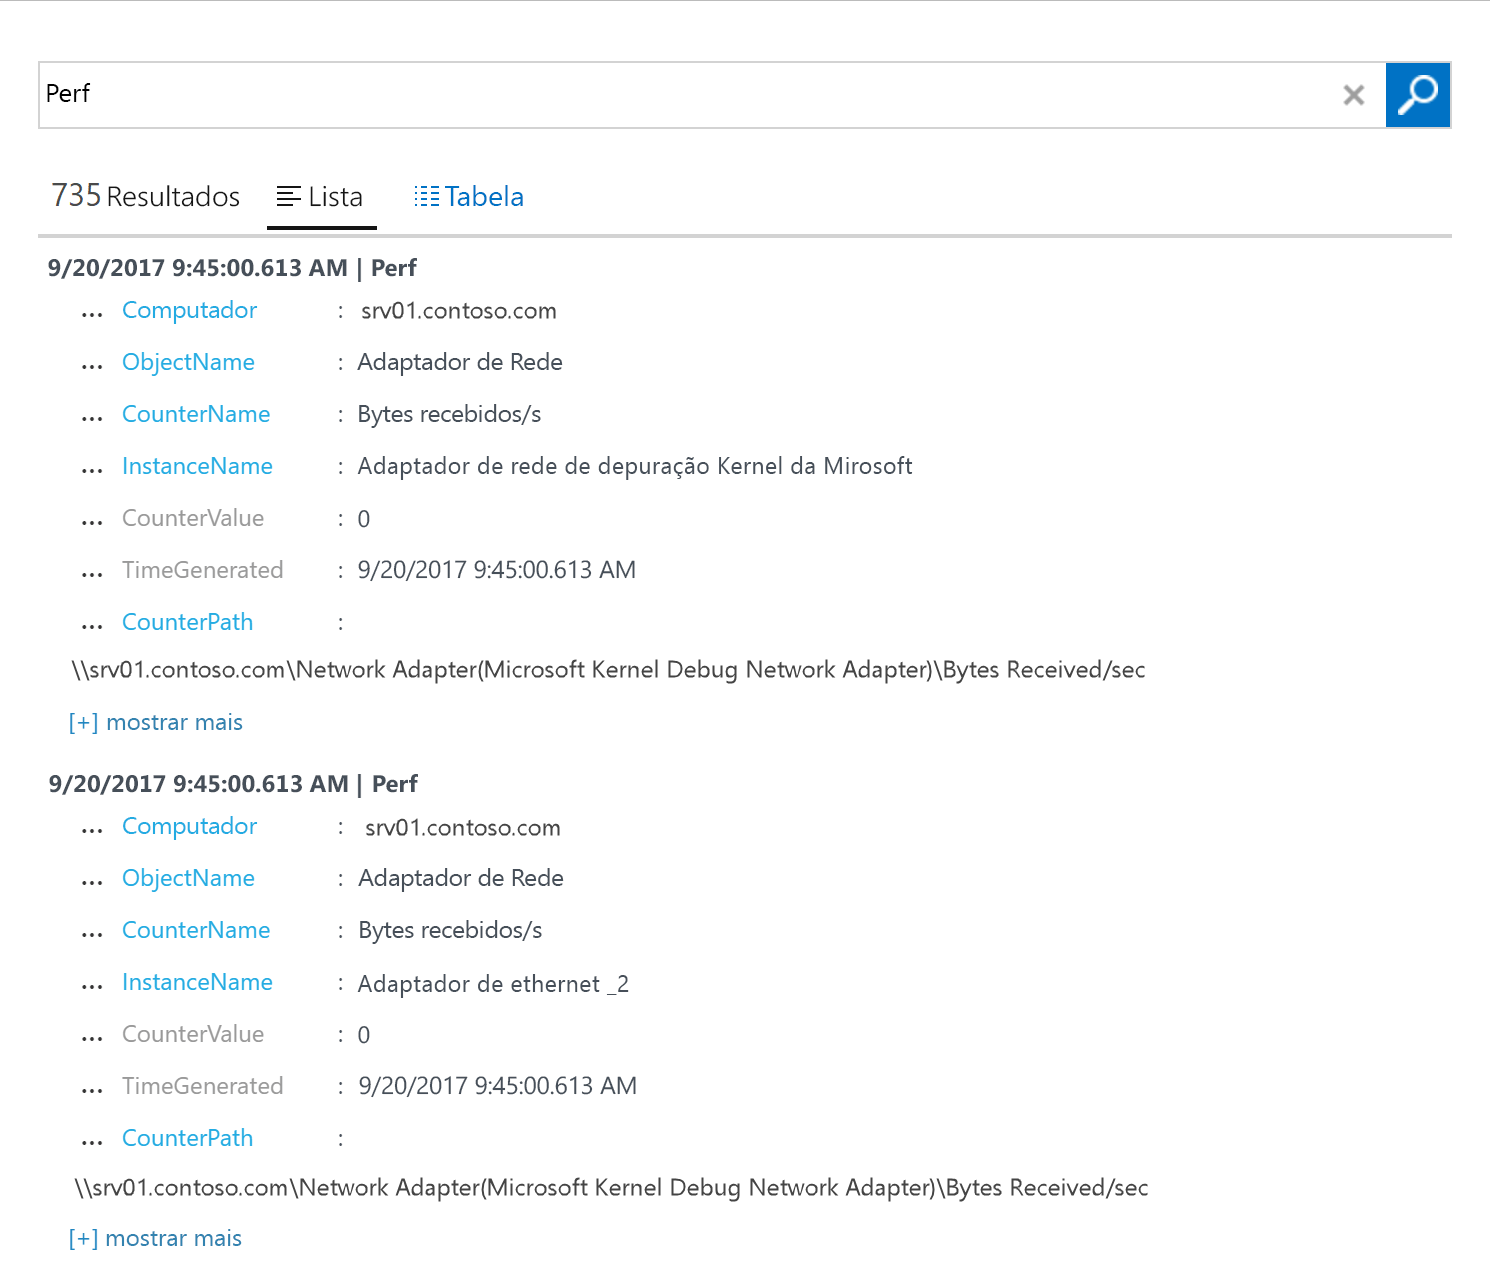 Perf
735 Resultados Lista Tabela
9/20/2017 9:45:00.613 AM | Perf
... Computador : srv01.contoso.com
... ObjectName : Adaptador de Rede
... CounterName : Bytes recebidos/s
... InstanceName : Adaptador de rede de depuração Kernel da Mirosoft
... CounterValue : 0
... TimeGenerated : 9/20/2017 9:45:00.613 AM
... CounterPath :
\\srv01.contoso.com\Network Adapter(Microsoft Kernel Debug Network Adapter)\Bytes Received/sec
[+] mostrar mais
9/20/2017 9:45:00.613 AM | Perf
... Computador : srv01.contoso.com
... ObjectName : Adaptador de Rede
... CounterName : Bytes recebidos/s
... InstanceName : Adaptador de ethernet _2
... CounterValue : 0
... TimeGenerated : 9/20/2017 9:45:00.613 AM
... CounterPath :
\\srv01.contoso.com\Network Adapter(Microsoft Kernel Debug Network Adapter)\Bytes Received/sec
[+] mostrar mais